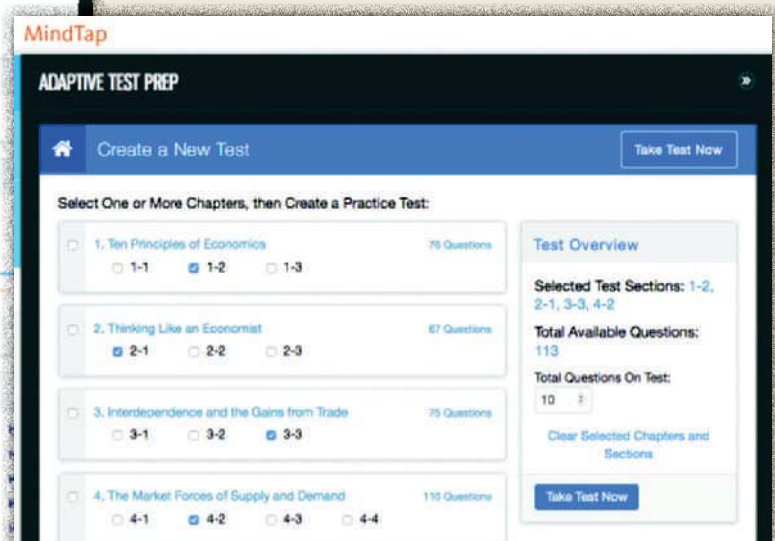 MindTap
ADAPTIVE TEST PREP
Create a New Test
Take Test Now
Select One or More Chapters, then Create a Practice Test:
1. Ten Principles of Economics
76 Questions
1-1 1-2 1-3
2. Thinking Like an Economist
67 Questions
2-1 2-2 2-3
3. Interdependence and the Gains from Trade
75 Questions
3-1 3-2 3-3
4. The Market Forces of Supply and Demand
110 Questions
4-1 4-2 4-3 4-4
Test Overview
Selected Test Sections: 1-2,
2-1, 3-3, 4-2
Total Available Questions:
113
Total Questions On Test:
10
Clear Selected Chapters and
Sections
Take Test Now